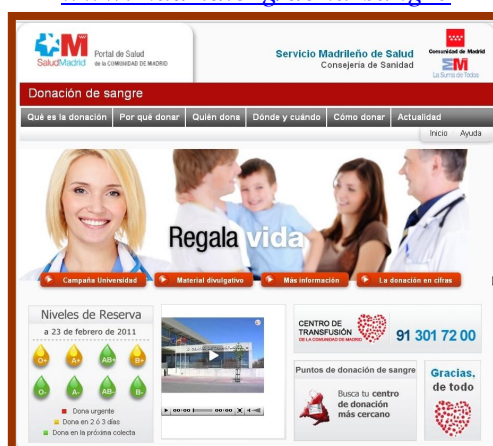 SaludMadrid
Portal de Salud
de la COMUNIDAD DE MADRID
Servicio Madrileño de Salud
Consejería de Sanidad
Comunidad de Madrid
EM
La Suma de Todos
Donación de sangre
Qué es la donación Por qué donar Quién dona Dónde y cuándo Cómo donar Actualidad
Inicio Ayuda
Regala vida
Campaña Universidad Material divulgativo Más información La donación en cifras
Niveles de Reserva
a 23 de febrero de 2011
O+ A+ AB+ B+
O- A- AB- B-
Dona urgente
Dona en 2 ó 3 días
Dona en la próxima colecta
00:00 00:00
CENTRO DE
TRANSFUSIÓN
DE LA COMUNIDAD DE MADRID
91 301 72 00
Puntos de donación de sangre
Busca tu centro
de donación
más cercano
Gracias,
de todo